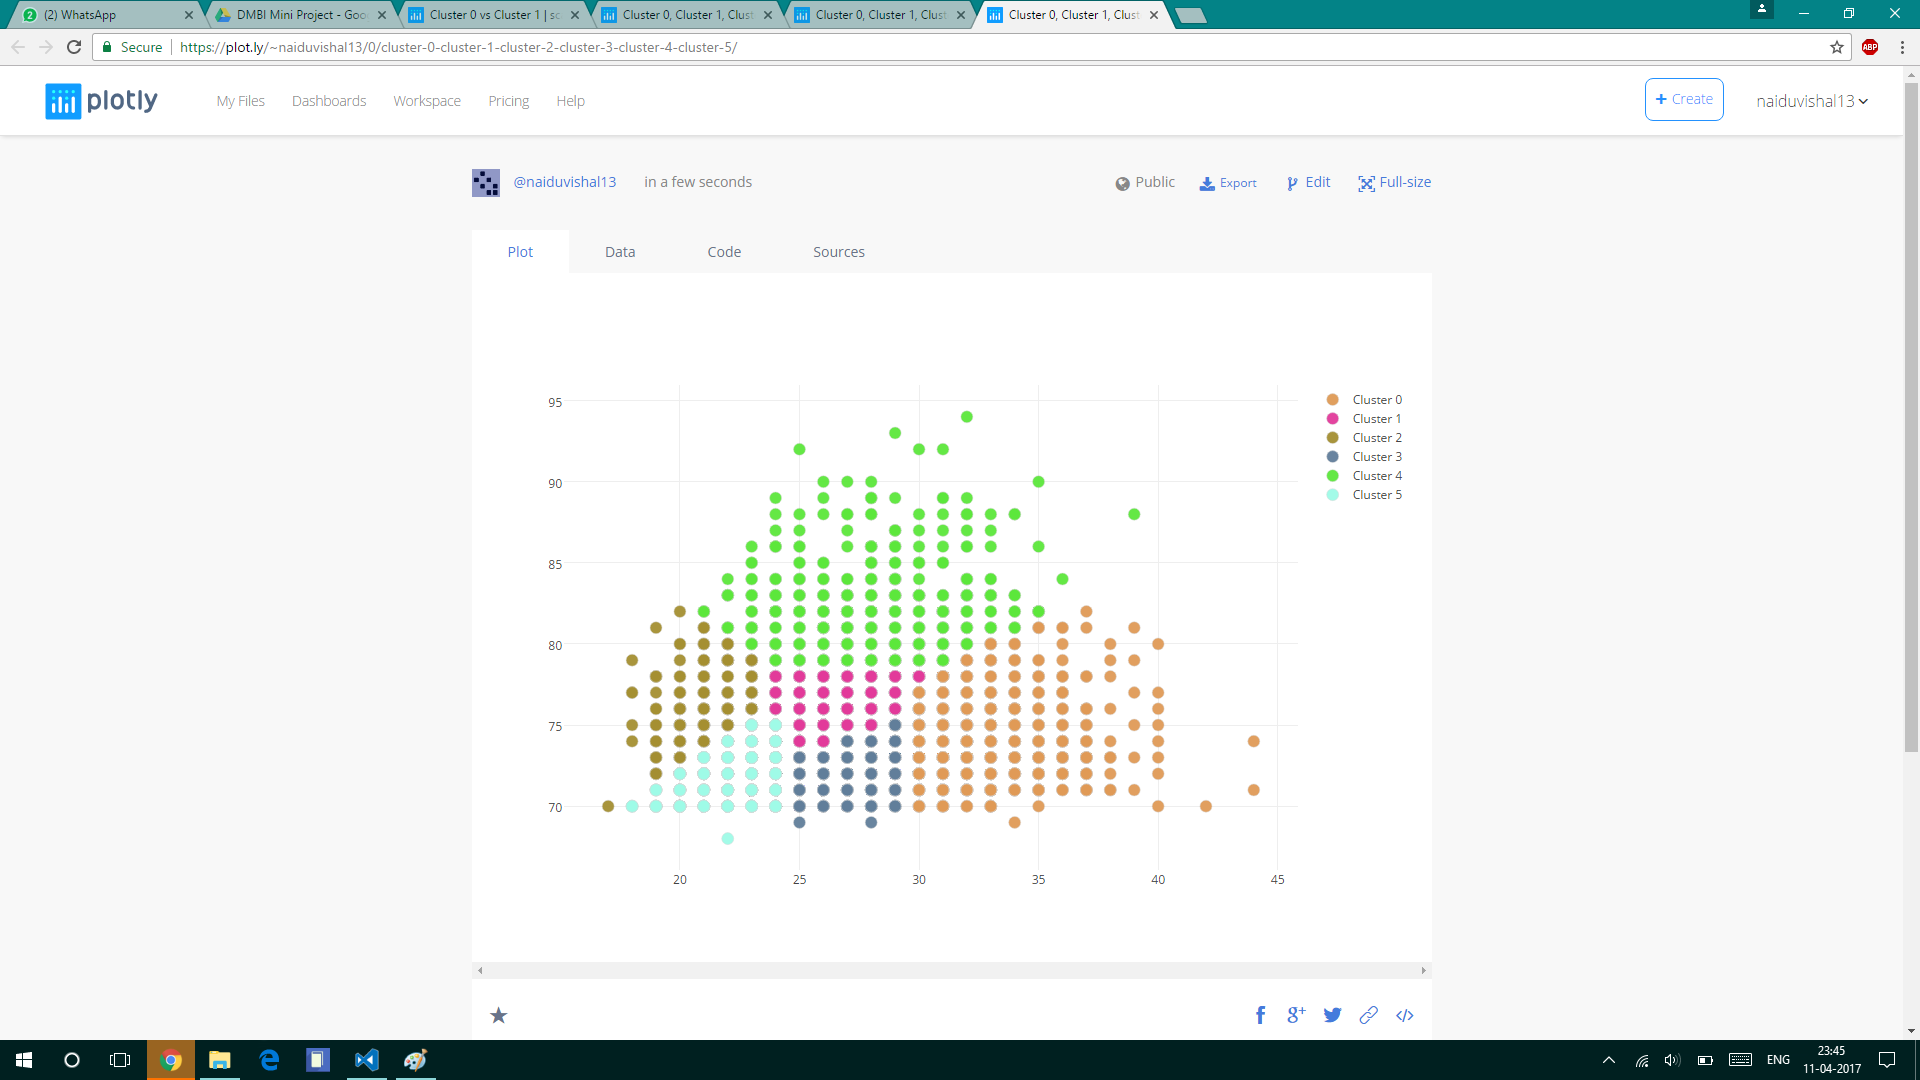 (2) WhatsApp
DMBI Mini Project - Goo
Cluster 0 vs Cluster 1 | sc
Cluster 0, Cluster 1, Clust
Cluster 0, Cluster 1, Clust
Cluster 0, Cluster 1, Clust
Secure
https://plot.ly/~naiduvishal13/0/cluster-0-cluster-1-cluster-2-cluster-3-cluster-4-cluster-5/
ABP
plotly
My Files
Dashboards
Workspace
Pricing
Help
+ Create
naiduvishal13
@naiduvishal13
in a few seconds
Public
Export
Edit
Full-size
Plot
Data
Code
Sources
95
90
85
80
75
70
20
25
30
35
40
45
Cluster 0
Cluster 1
Cluster 2
Cluster 3
Cluster 4
Cluster 5
f
g+
</>
ENG
23:45
11-04-2017